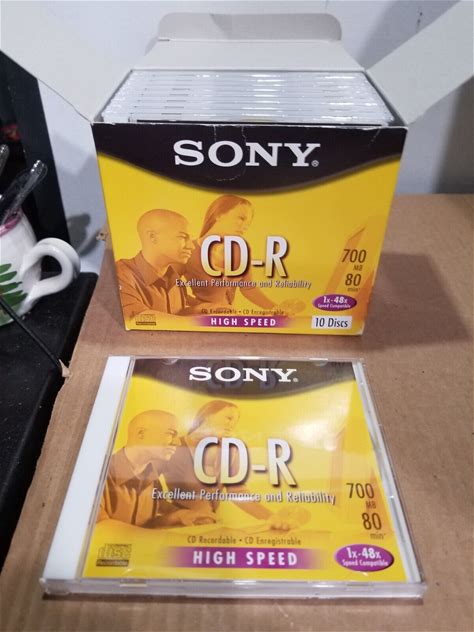 SONY®
CD-R
700
MB
80
min
Excellent Performance and Reliability
1x-48x
Speed Compatible
CD Recordable • CD Enregistrable
HIGH SPEED
10 Discs
SONY®
CD-R
Excellent Performance and Reliability
700
MB
80
min
CD Recordable • CD Enregistrable
HIGH SPEED
1x-48x
Speed Compatible